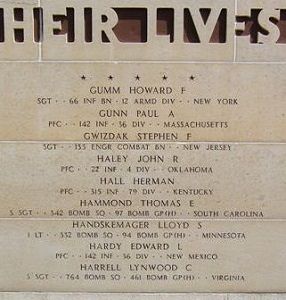 HEIR LIVES
GUMM HOWARD F
SGT · · 66 INF BN · 12 ARMD DIV · · NEW YORK
GUNN PAUL A
PFC · · 142 INF · 36 DIV · · MASSACHUSETTS
GWIZDAK STEPHEN F
SGT · · 135 ENGR COMBAT BN · · NEW JERSEY
HALEY JOHN R
PFC · · 22 INF · 4 DIV · · OKLAHOMA
HALL HERMAN
PFC · · 315 INF · 79 DIV · · KENTUCKY
HAMMOND THOMAS E
S SGT · · 342 BOMB SQ · 97 BOMB GP(H) · · SOUTH CAROLINA
HANDSKEMAGER LLOYD S
1 LT · · 332 BOMB SQ · 94 BOMB GP(H) · · MINNESOTA
HARDY EDWARD L
PFC · · 142 INF · 36 DIV · · NEW MEXICO
HARRELL LYNWOOD C
S SGT · · 764 BOMB SQ · 461 BOMB GP(H) · · VIRGINIA